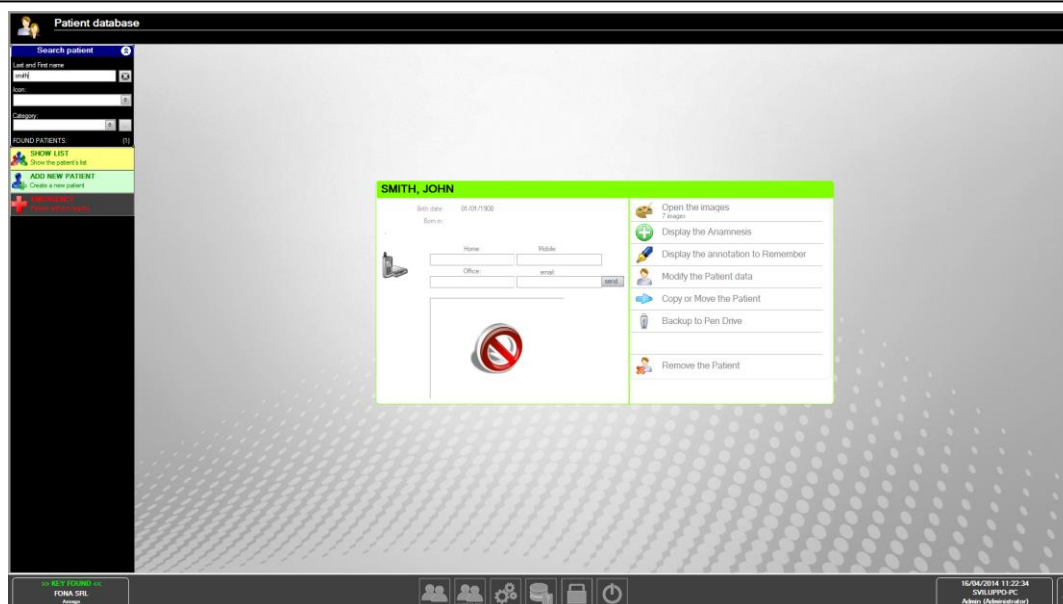 Patient database
Search patient
Last and First name
smith
Icon:
Category:
FOUND PATIENTS: [1]
SHOW LIST
Show the patient's list
ADD NEW PATIENT
Create a new patient
EMERGENCY
SMITH, JOHN
Birth date: 01/01/1900
Born in:
Home: Mobile:
Office: email:
send.
Open the images
7 images
Display the Anamnesis
Display the annotation to Remember
Modify the Patient data
Copy or Move the Patient
Backup to Pen Drive
Remove the Patient
>> KEY FOUND <<
FONA SRL
Assago
16/04/2014 11:22:34
SVILUPPO-PC
Admin (Administrator)